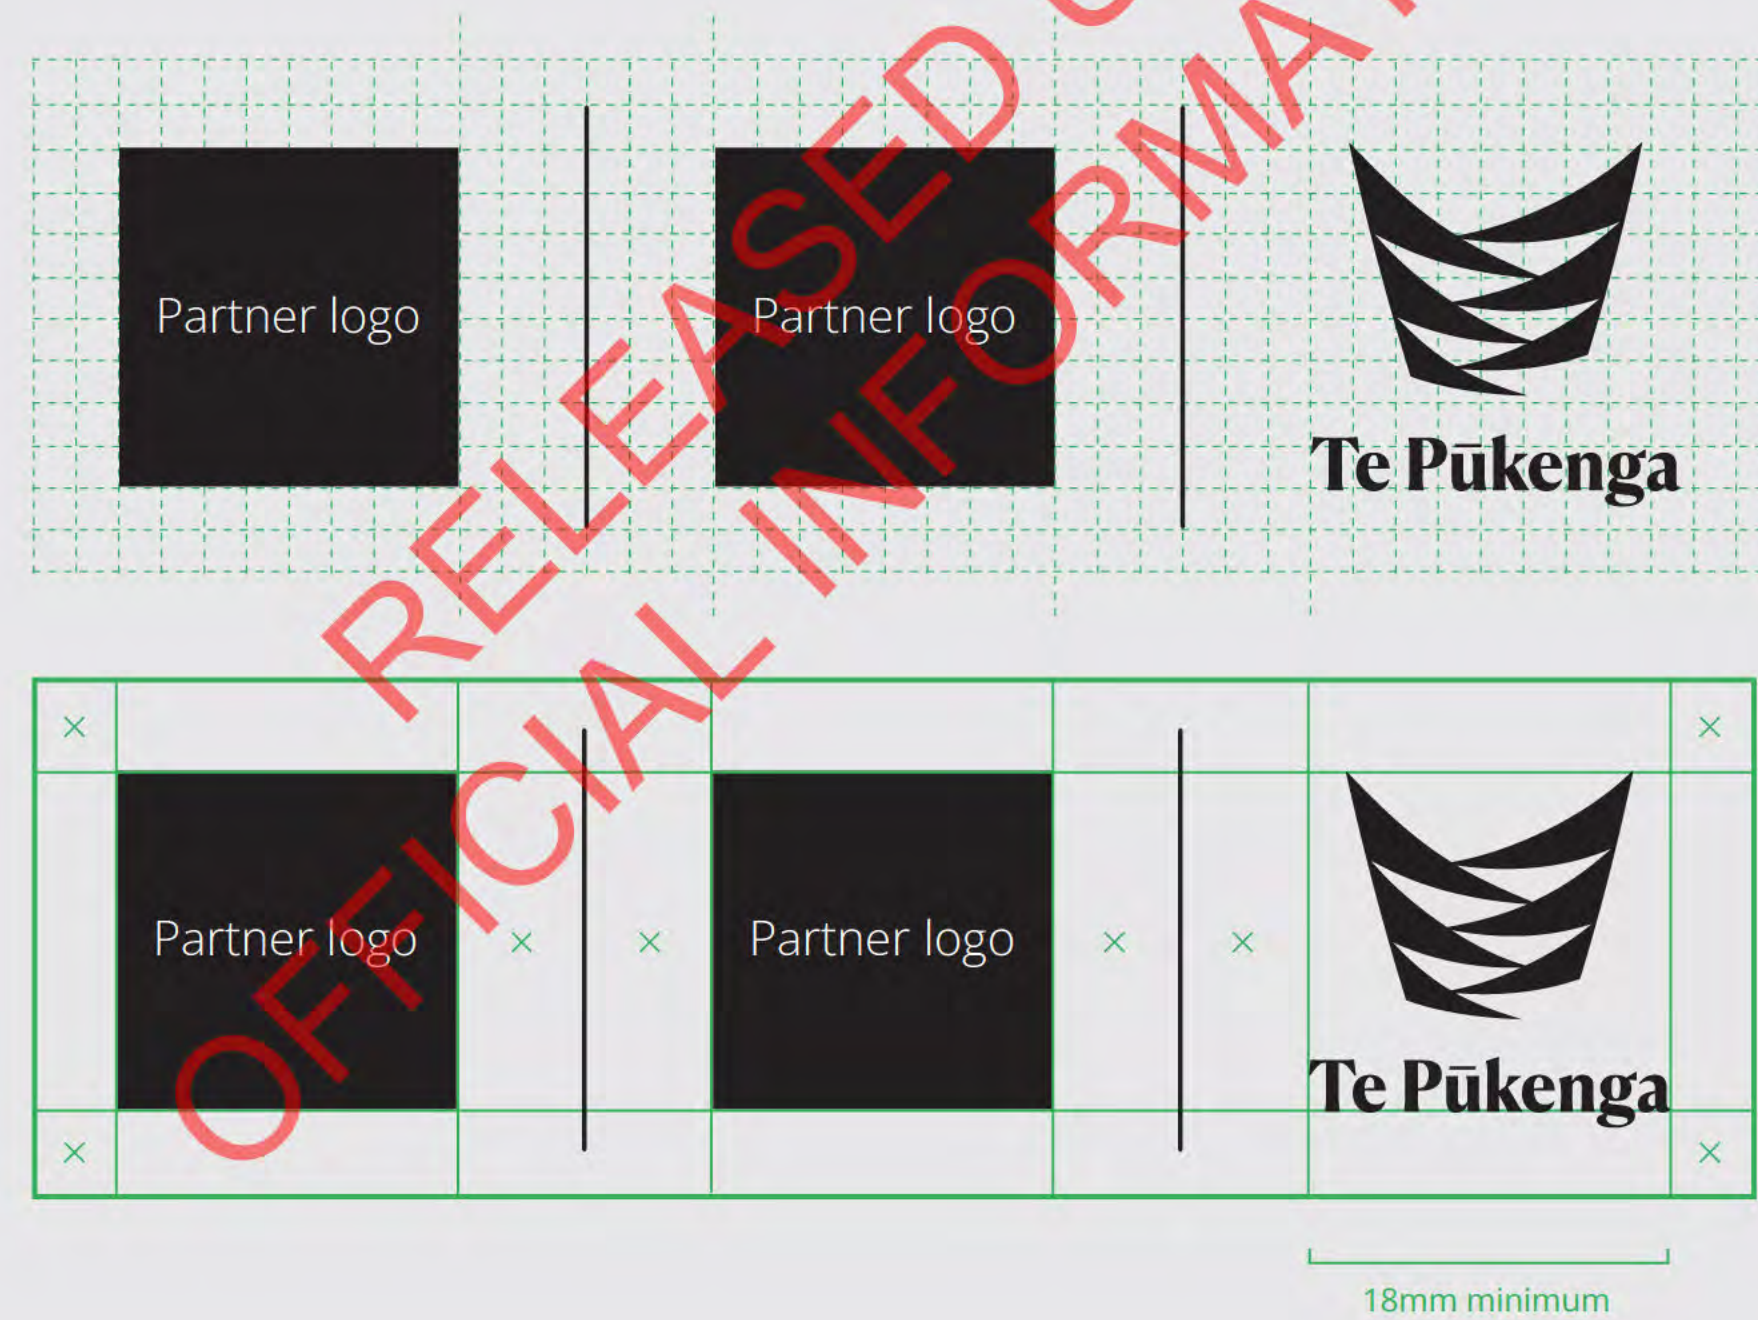 Partner logo
Partner logo
Te Pūkenga
RELEASED
OFFICIAL INFORMA
×
×
Partner logo
×
×
Partner logo
×
×
Te Pūkenga
×
×
18mm minimum